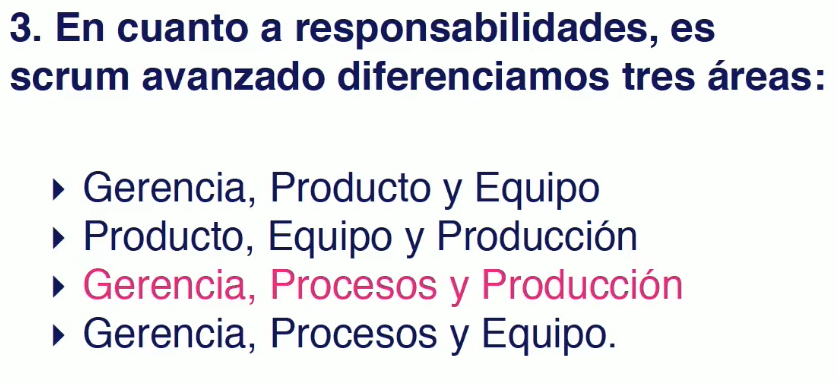 3. En cuanto a responsabilidades, es
scrum avanzado diferenciamos tres áreas:
Gerencia, Producto y Equipo
Producto, Equipo y Producción
Gerencia, Procesos y Producción
Gerencia, Procesos y Equipo.